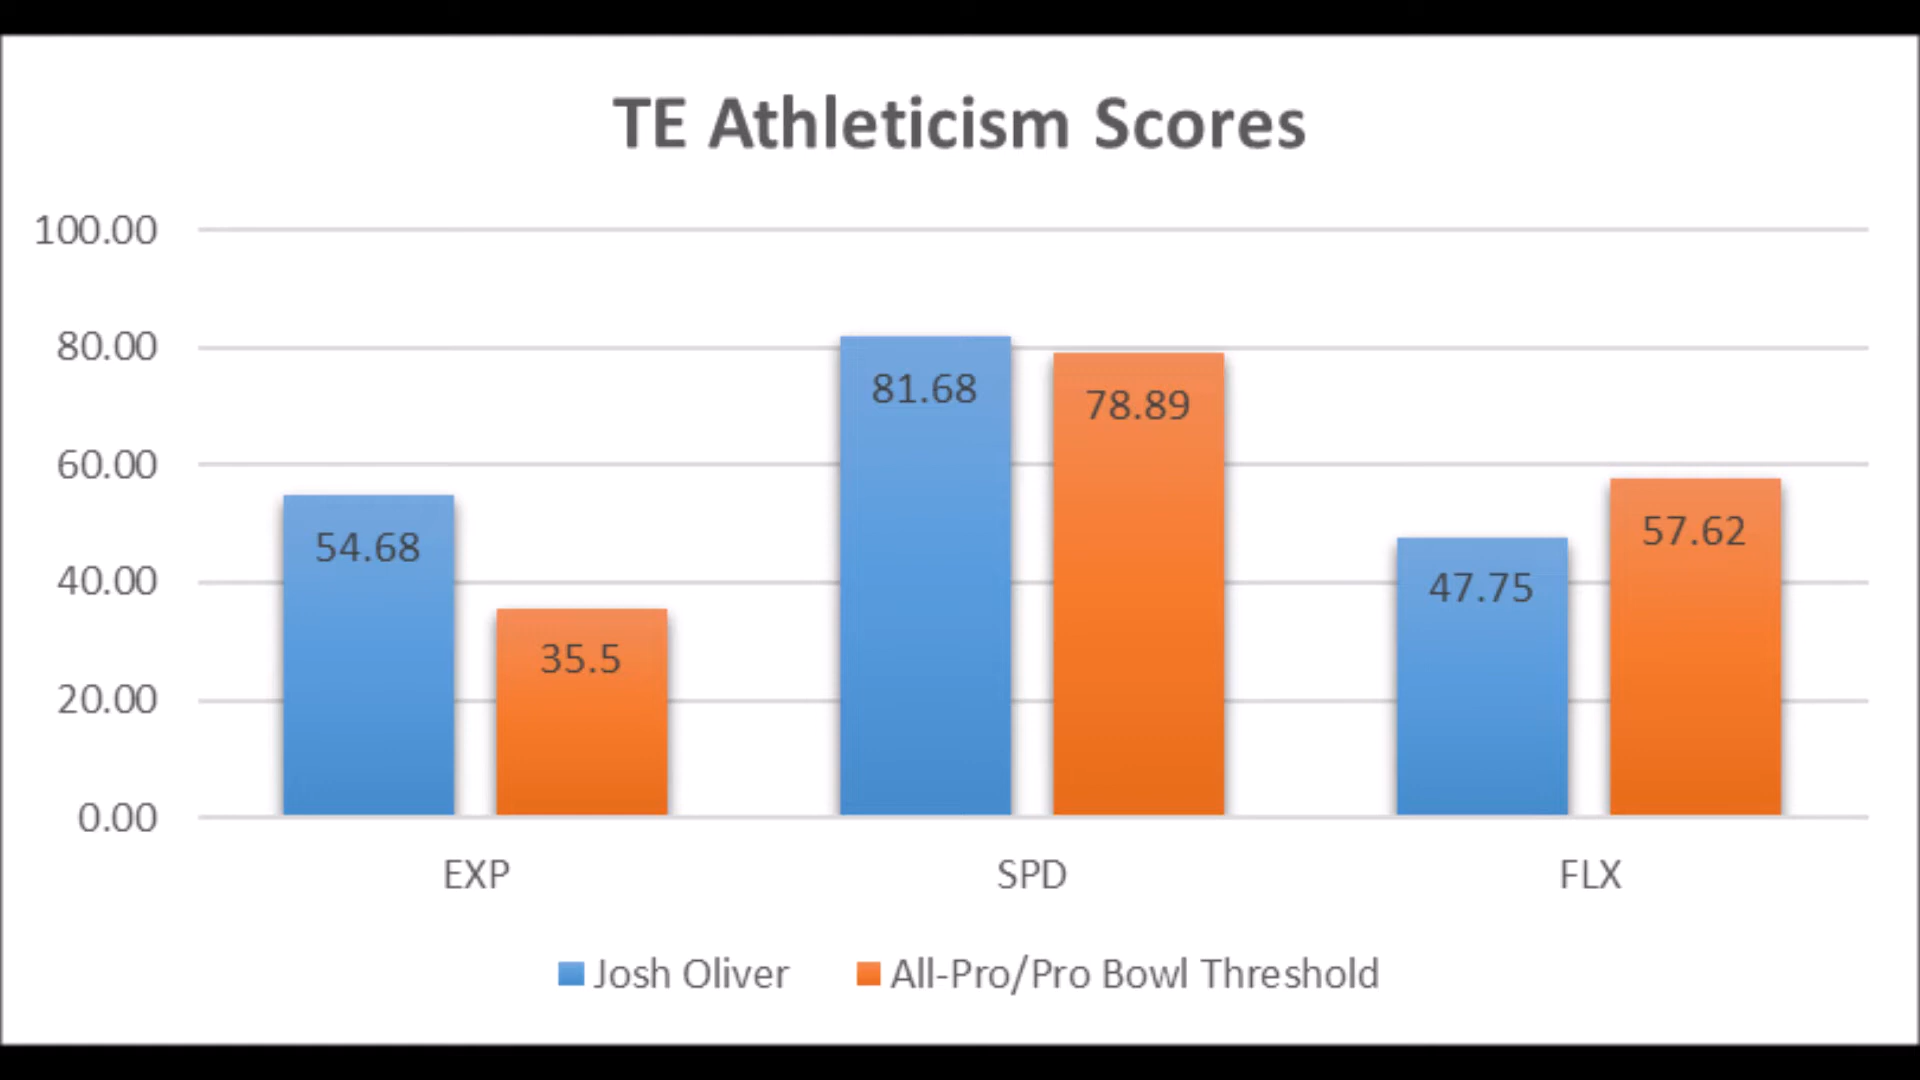 TE Athleticism Scores
100.00
80.00
60.00
40.00
20.00
0.00
54.68
35.5
81.68
78.89
47.75
57.62
EXP
SPD
FLX
Josh Oliver
All-Pro/Pro Bowl Threshold